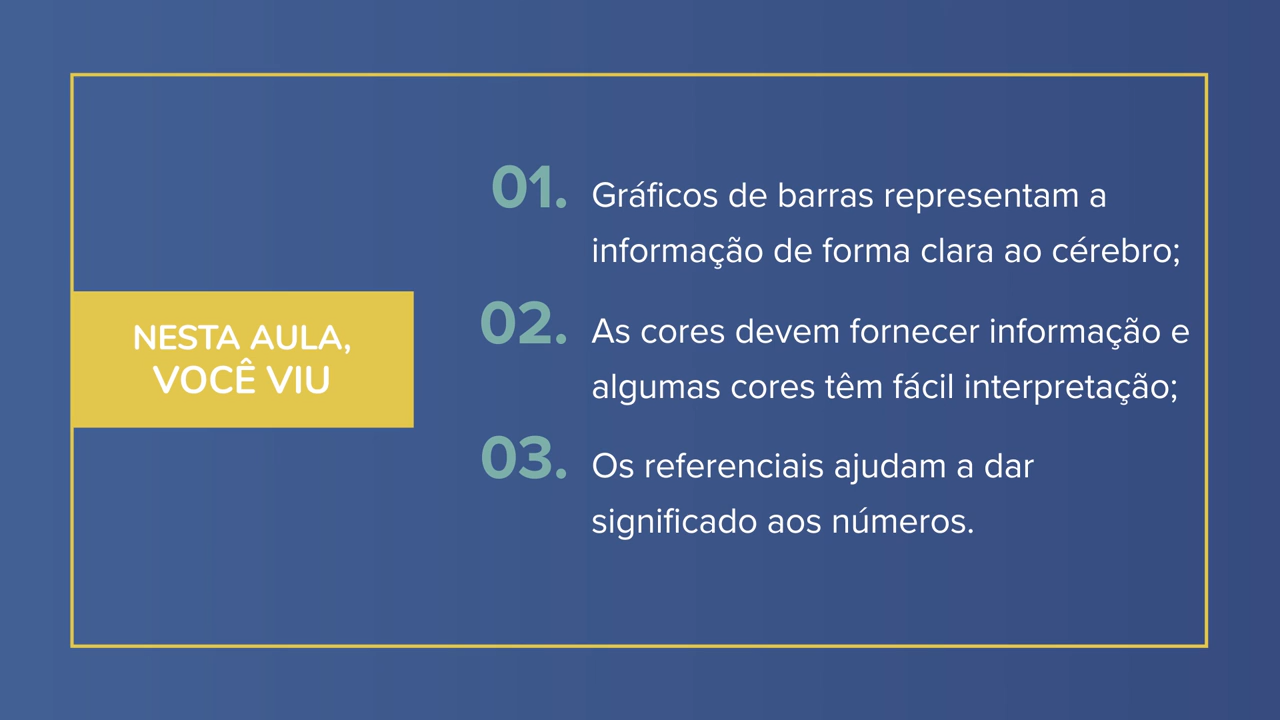 NESTA AULA,
VOCÊ VIU
01. Gráficos de barras representam a
informação de forma clara ao cérebro;
02. As cores devem fornecer informação e
algumas cores têm fácil interpretação;
03. Os referenciais ajudam a dar
significado aos números.